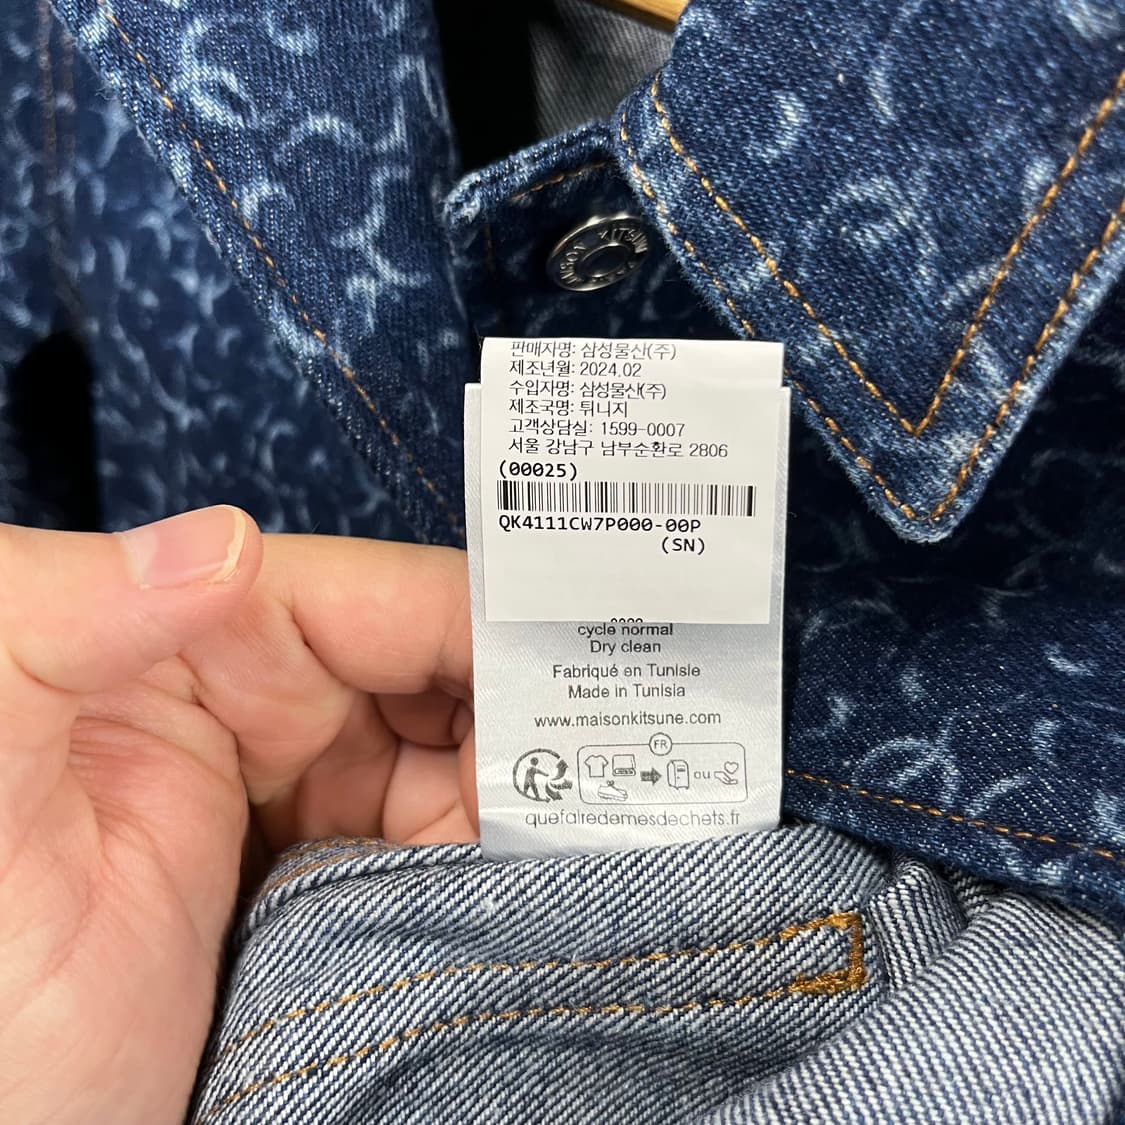 판매자명: 삼성물산(주)
제조년월: 2024.02
수입자명: 삼성물산(주)
제조국명: 튀니지
고객상담실: 1599-0007
서울 강남구 남부순환로 2806
(00025)
QK4111CW7P000-00P
(SN)
cycle normal
Dry clean
Fabriqué en Tunisie
Made in Tunisia
www.maisonkitsune.com
FR
ou
quefairedemesdechets.fr